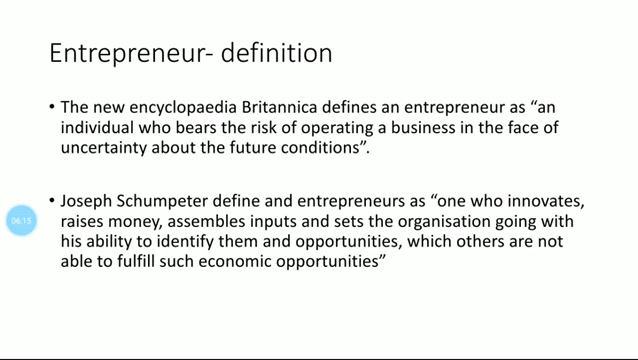 Entrepreneur- definition
• The new encyclopaedia Britannica defines an entrepreneur as “an
individual who bears the risk of operating a business in the face of
uncertainty about the future conditions”.
• Joseph Schumpeter define and entrepreneurs as “one who innovates,
raises money, assembles inputs and sets the organisation going with
06:15
his ability to identify them and opportunities, which others are not
able to fulfill such economic opportunities”